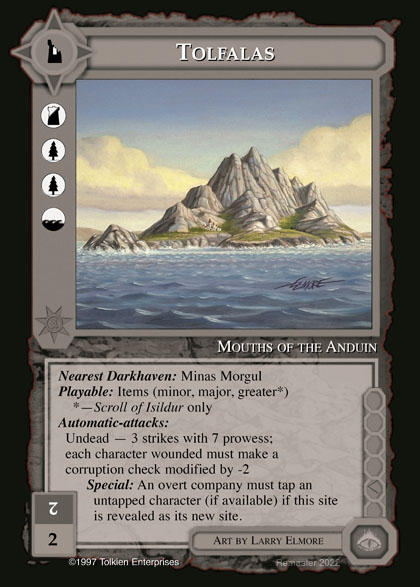 TOLFALAS
ELMORE
MOUTHS OF THE ANDUIN
Nearest Darkhaven: Minas Morgul
Playable: Items (minor, major, greater*)
*—Scroll of Isildur only
Automatic-attacks:
Undead — 3 strikes with 7 prowess;
each character wounded must make a
corruption check modified by -2
Special: An overt company must tap an
untapped character (if available) if this site
is revealed as its new site.
2
2
ART BY LARRY ELMORE
©1997 Tolkien Enterprises
Remaster 2022